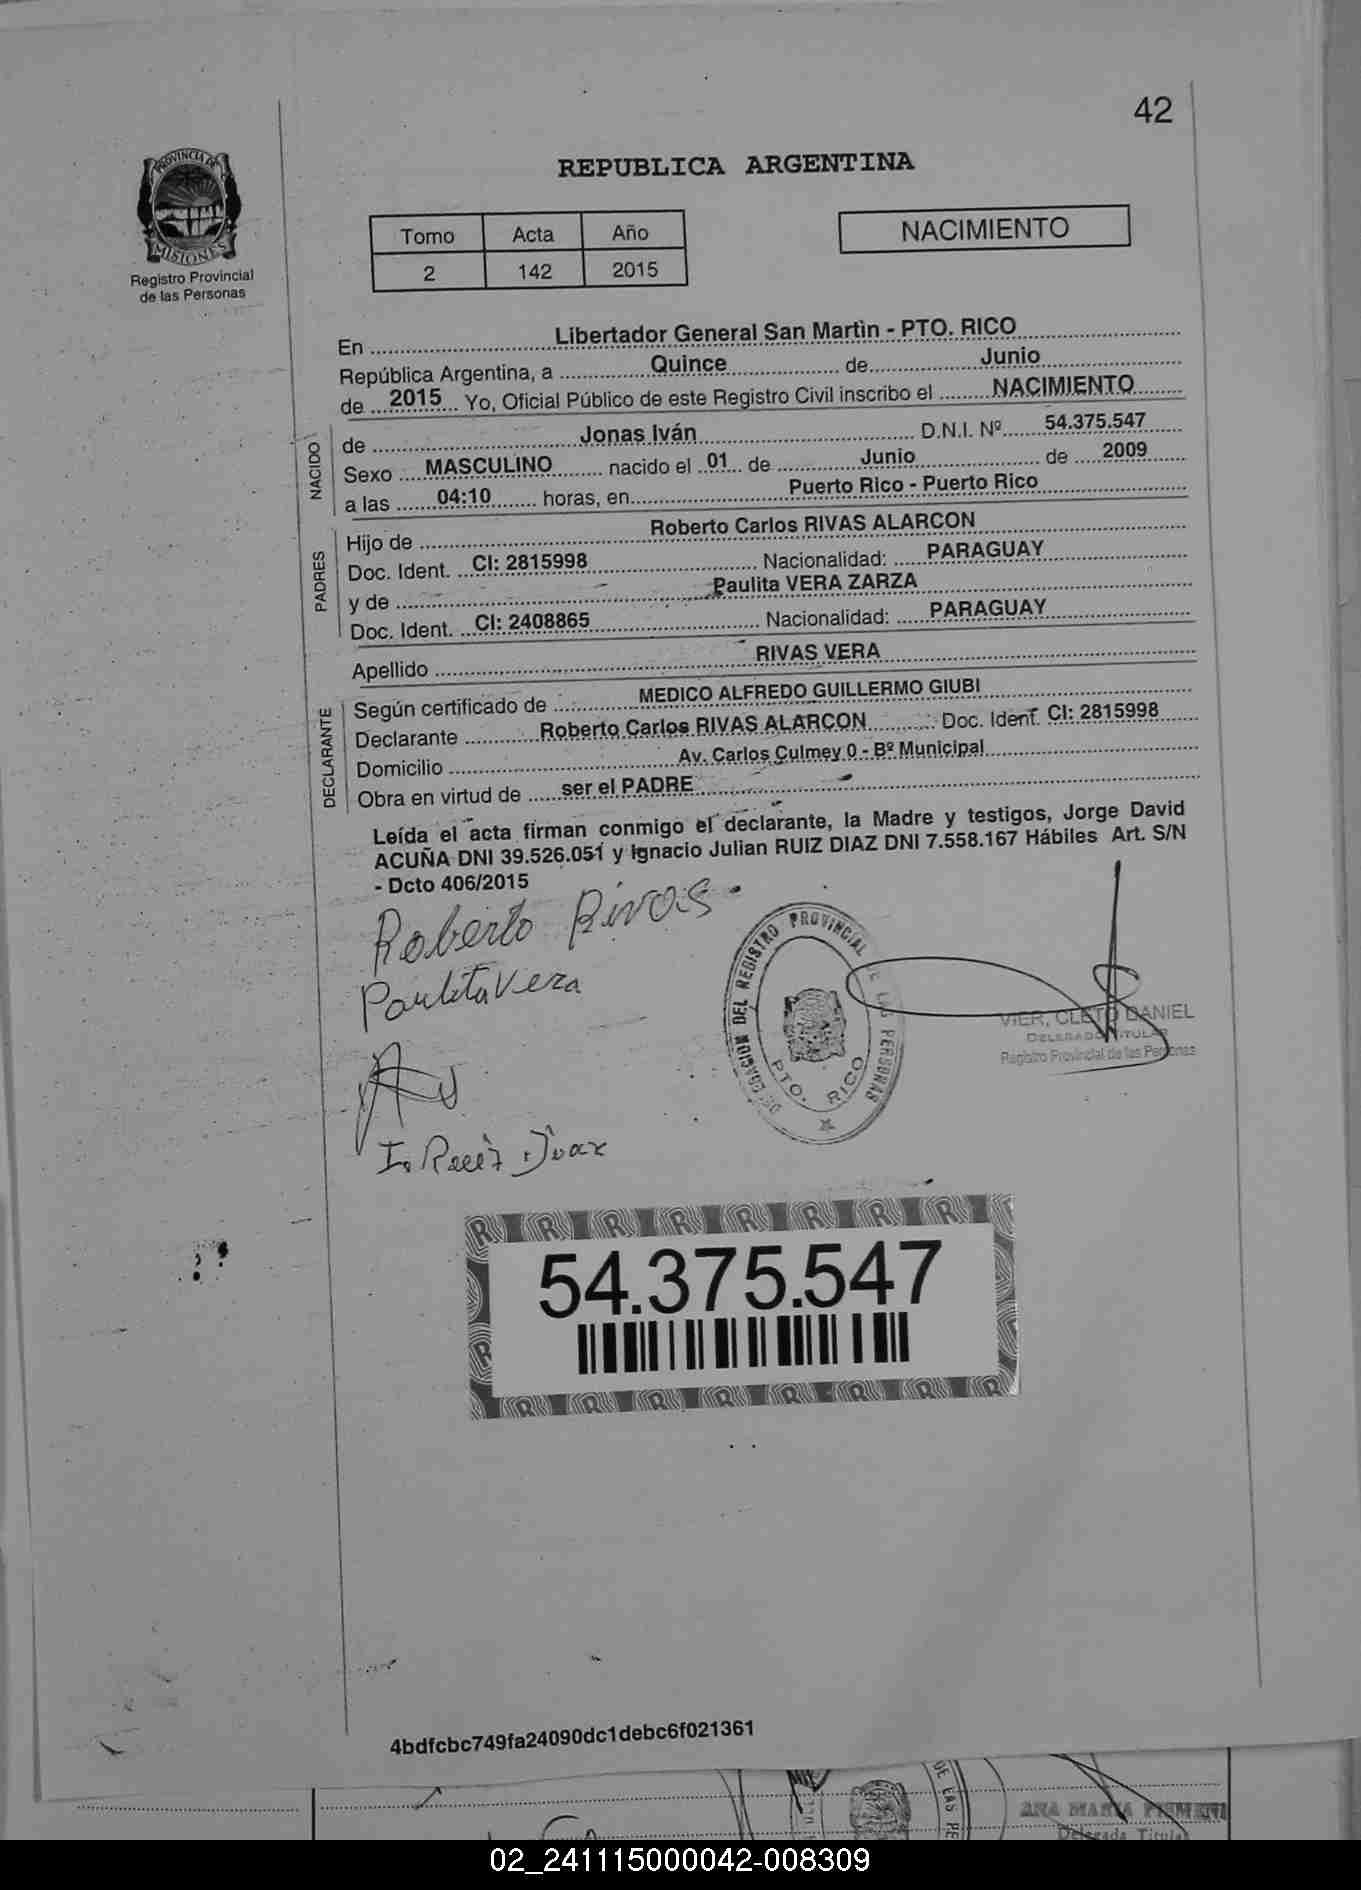 42
PROVINCIA DE
MISIONES
Registro Provincial
de las Personas
REPUBLICA ARGENTINA
Tomo Acta Año
2 142 2015
NACIMIENTO
En Libertador General San Martìn - PTO. RICO
República Argentina, a Quince de Junio
de 2015 Yo, Oficial Público de este Registro Civil inscribo el NACIMIENTO
NACIDO
de Jonas Iván D.N.I. Nº 54.375.547
Sexo MASCULINO nacido el 01 de Junio de 2009
a las 04:10 horas, en Puerto Rico - Puerto Rico
PADRES
Hijo de Roberto Carlos RIVAS ALARCON
Doc. Ident. CI: 2815998 Nacionalidad: PARAGUAY
y de Paulita VERA ZARZA
Doc. Ident. CI: 2408865 Nacionalidad: PARAGUAY
Apellido RIVAS VERA
DECLARANTE
Según certificado de MEDICO ALFREDO GUILLERMO GIUBI
Declarante Roberto Carlos RIVAS ALARCON Doc. Ident. CI: 2815998
Domicilio Av. Carlos Culmey 0 - Bº Municipal
Obra en virtud de ser el PADRE
Leída el acta firman conmigo el declarante, la Madre y testigos, Jorge David
ACUÑA DNI 39.526.051 y Ignacio Julian RUIZ DIAZ DNI 7.558.167 Hábiles Art. S/N
- Dcto 406/2015
Roberto Rivas
Paulita Vera
DELEGACION DEL REGISTRO PROVINCIAL DE LAS PERSONAS
PTO. RICO
VIER, CLETO DANIEL
DELEGADO TITULAR
Registro Provincial de las Personas
I. Ruiz Diaz
54.375.547
4bdfcbc749fa24090dc1debc6f021361
DE LAS PE
ANA MARIA
Delegada Titular
02_241115000042-008309